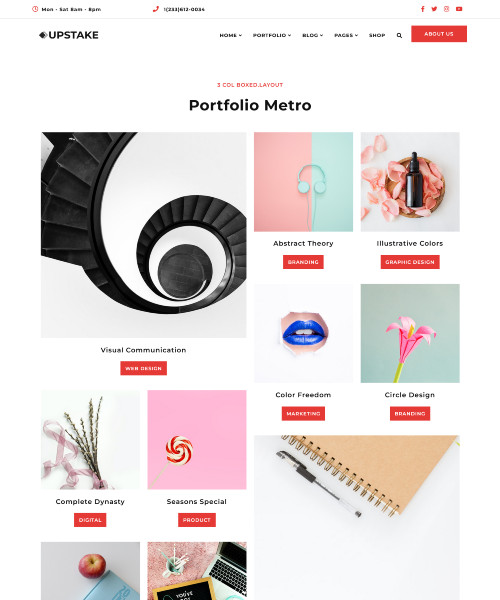 Mon - Sat 8am - 8pm
1(233)612-0034
UPSTAKE
HOME PORTFOLIO BLOG PAGES SHOP
ABOUT US
3 COL.BOXED.LAYOUT
Portfolio Metro
Visual Communication
WEB DESIGN
Abstract Theory
BRANDING
Illustrative Colors
GRAPHIC DESIGN
Color Freedom
MARKETING
Circle Design
BRANDING
Complete Dynasty
DIGITAL
Seasons Special
PRODUCT
YOU'VE